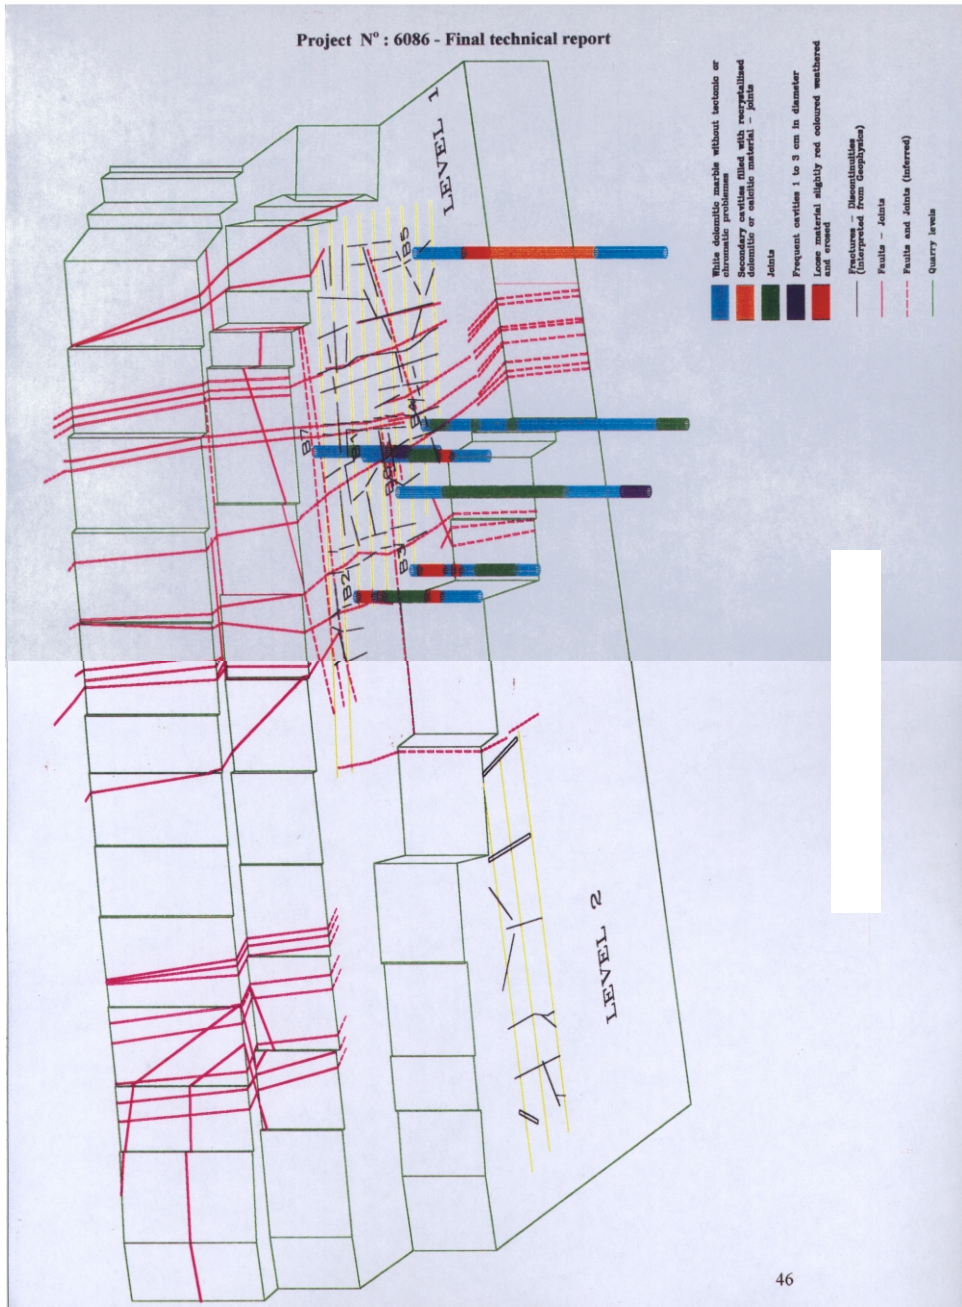 Project Nº : 6086 - Final technical report
LEVEL 1
White dolomitic marble without tectonic or
chromatic problemes
Secondary cavities filled with recrystallised
dolomitic or calcitic material - joints
Joints
Frequent cavities 1 to 3 cm in diameter
Loose material slightly red coloured weathered
and erosed
Fractures - Discontinuities
(Interpreted from Geophysics)
Faults - Joints
Faults and Joints (Inferred)
Quarry levels
B5
B4
B7
B1
B3
B2
LEVEL 2
46